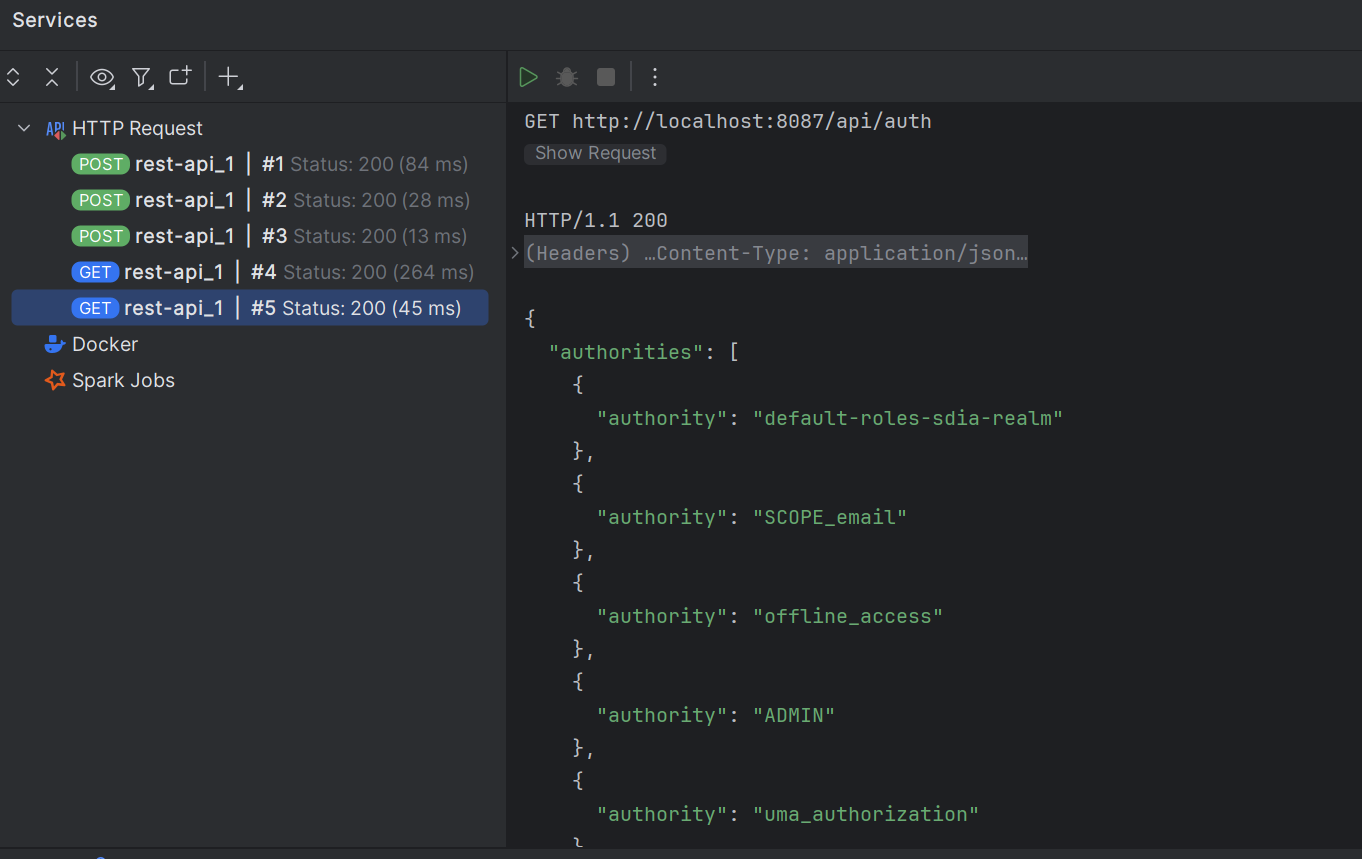 Services
API HTTP Request
POST rest-api_1 | #1 Status: 200 (84 ms)
POST rest-api_1 | #2 Status: 200 (28 ms)
POST rest-api_1 | #3 Status: 200 (13 ms)
GET rest-api_1 | #4 Status: 200 (264 ms)
GET rest-api_1 | #5 Status: 200 (45 ms)
Docker
Spark Jobs
GET http://localhost:8087/api/auth
Show Request
HTTP/1.1 200
(Headers) …Content-Type: application/json…
{
"authorities": [
{
"authority": "default-roles-sdia-realm"
},
{
"authority": "SCOPE_email"
},
{
"authority": "offline_access"
},
{
"authority": "ADMIN"
},
{
"authority": "uma_authorization"
}